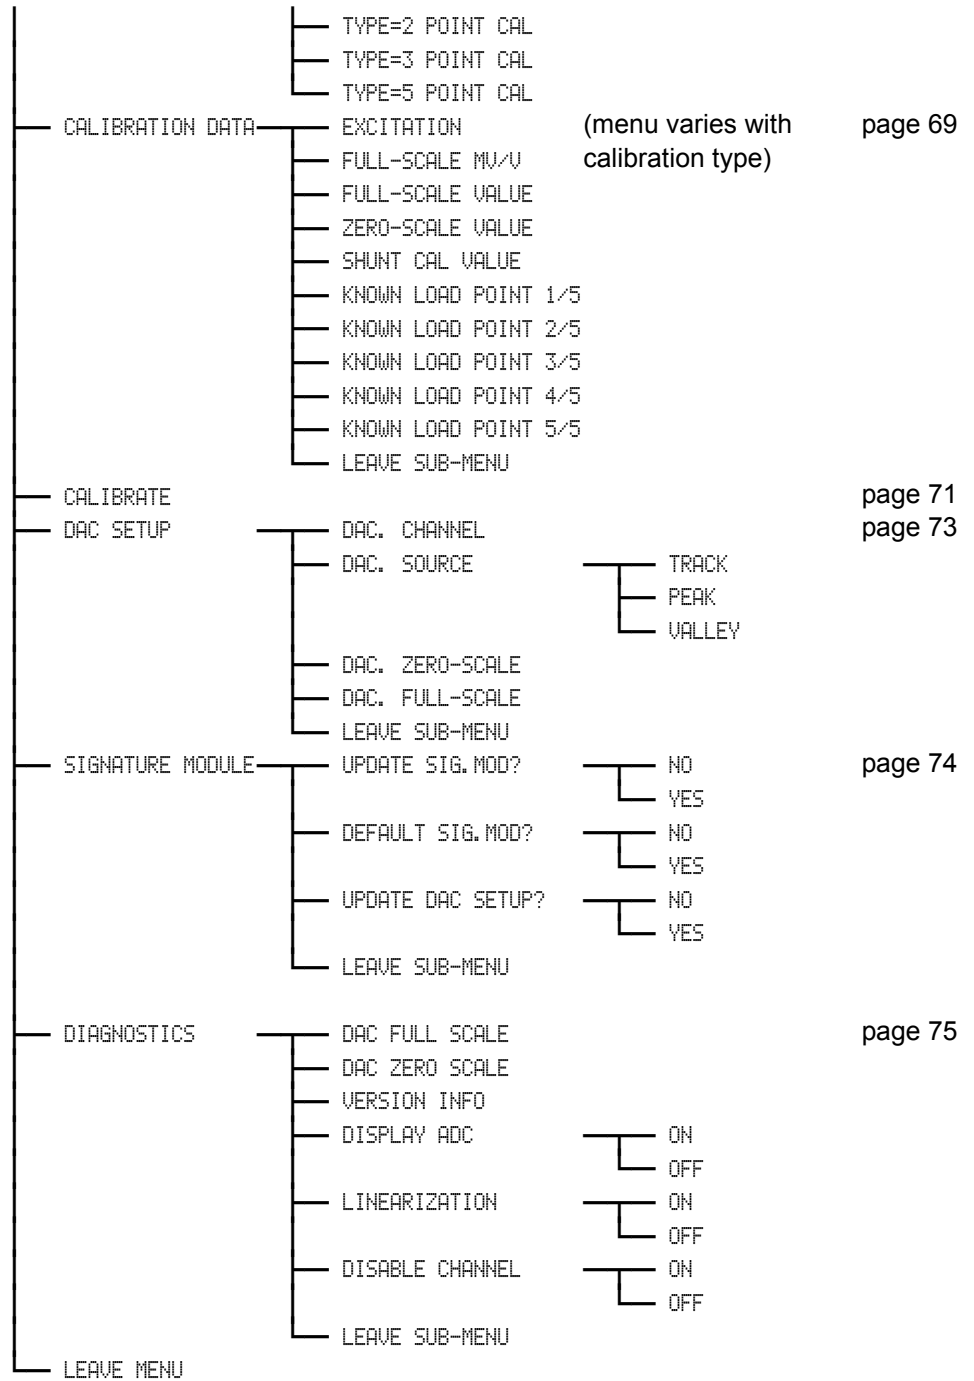 TYPE=2 POINT CAL
TYPE=3 POINT CAL
TYPE=5 POINT CAL
CALIBRATION DATA EXCITATION (menu varies with page 69
FULL-SCALE MV/V calibration type)
FULL-SCALE VALUE
ZERO-SCALE VALUE
SHUNT CAL VALUE
KNOWN LOAD POINT 1/5
KNOWN LOAD POINT 2/5
KNOWN LOAD POINT 3/5
KNOWN LOAD POINT 4/5
KNOWN LOAD POINT 5/5
LEAVE SUB-MENU
CALIBRATE page 71
DAC SETUP DAC. CHANNEL page 73
DAC. SOURCE TRACK
PEAK
VALLEY
DAC. ZERO-SCALE
DAC. FULL-SCALE
LEAVE SUB-MENU
SIGNATURE MODULE UPDATE SIG.MOD? NO page 74
YES
DEFAULT SIG.MOD? NO
YES
UPDATE DAC SETUP? NO
YES
LEAVE SUB-MENU
DIAGNOSTICS DAC FULL SCALE page 75
DAC ZERO SCALE
VERSION INFO
DISPLAY ADC ON
OFF
LINEARIZATION ON
OFF
DISABLE CHANNEL ON
OFF
LEAVE SUB-MENU
LEAVE MENU